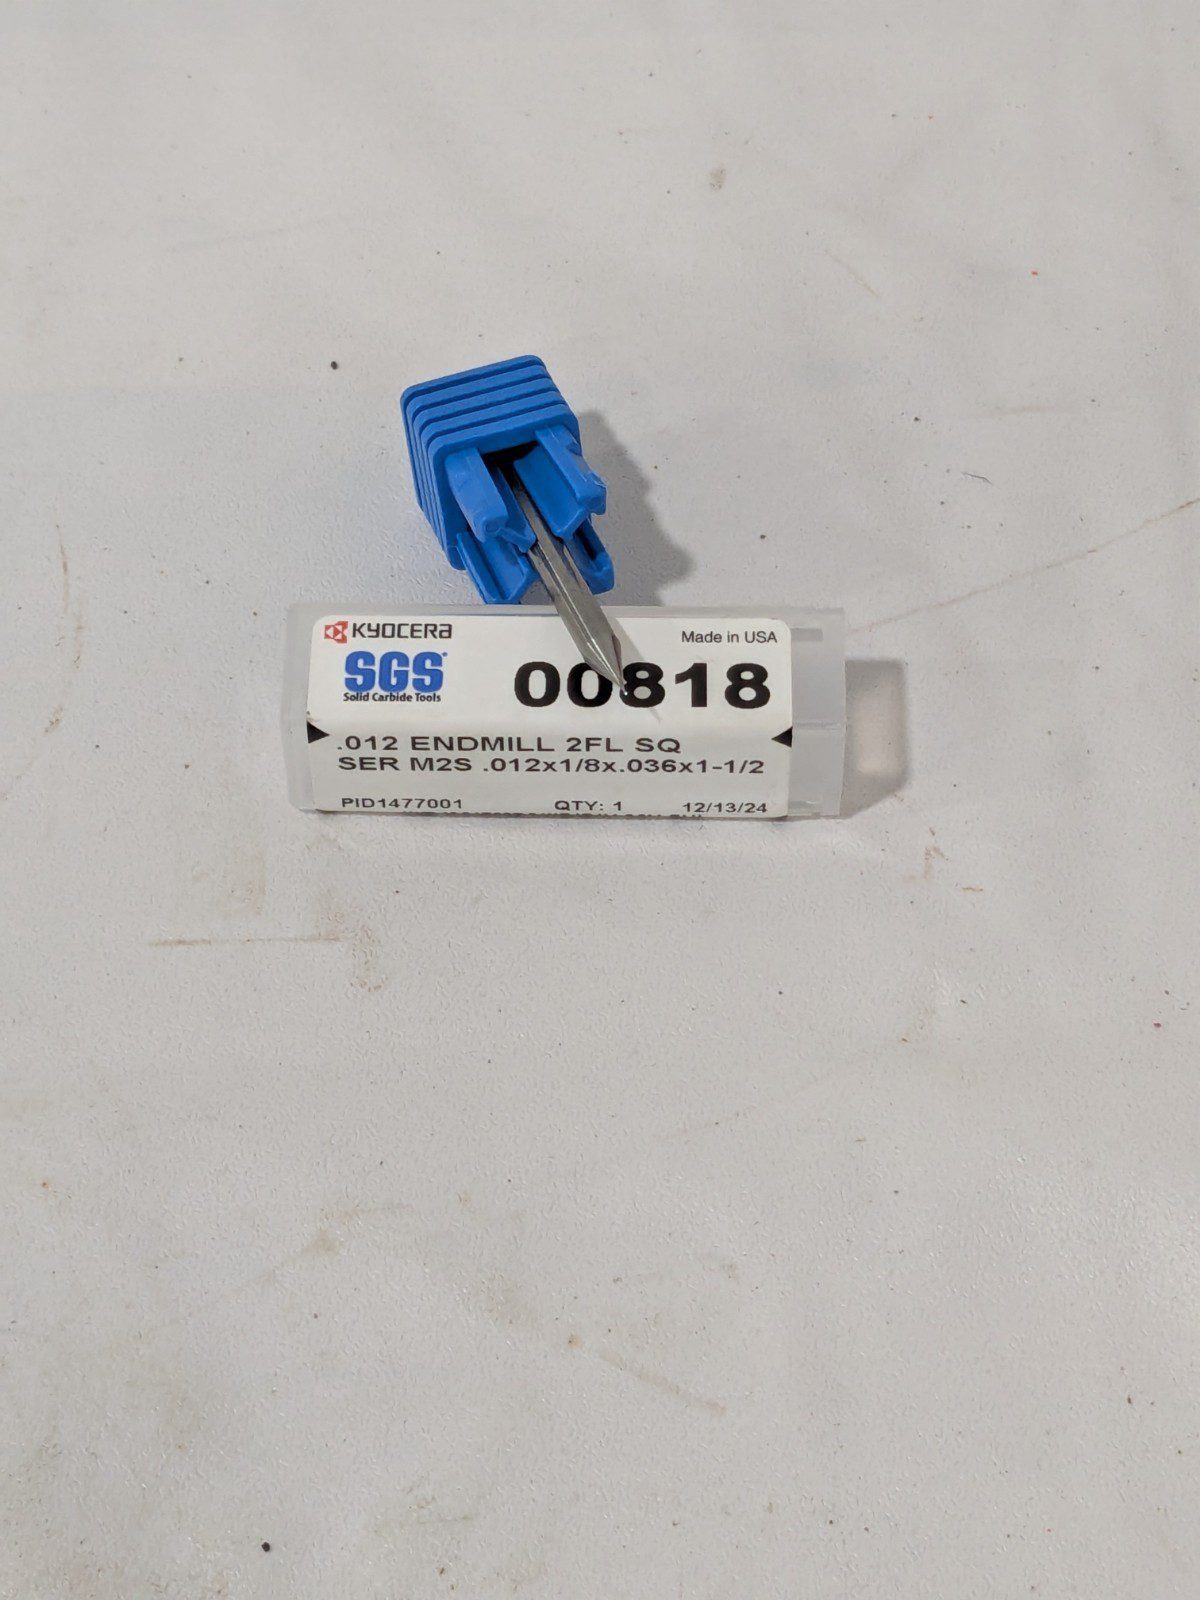 KYOCERA
Made in USA
SGS
Solid Carbide Tools
00818
.012 ENDMILL 2FL SQ
SER M2S .012x1/8x.036x1-1/2
PID1477001 QTY: 1 12/13/24